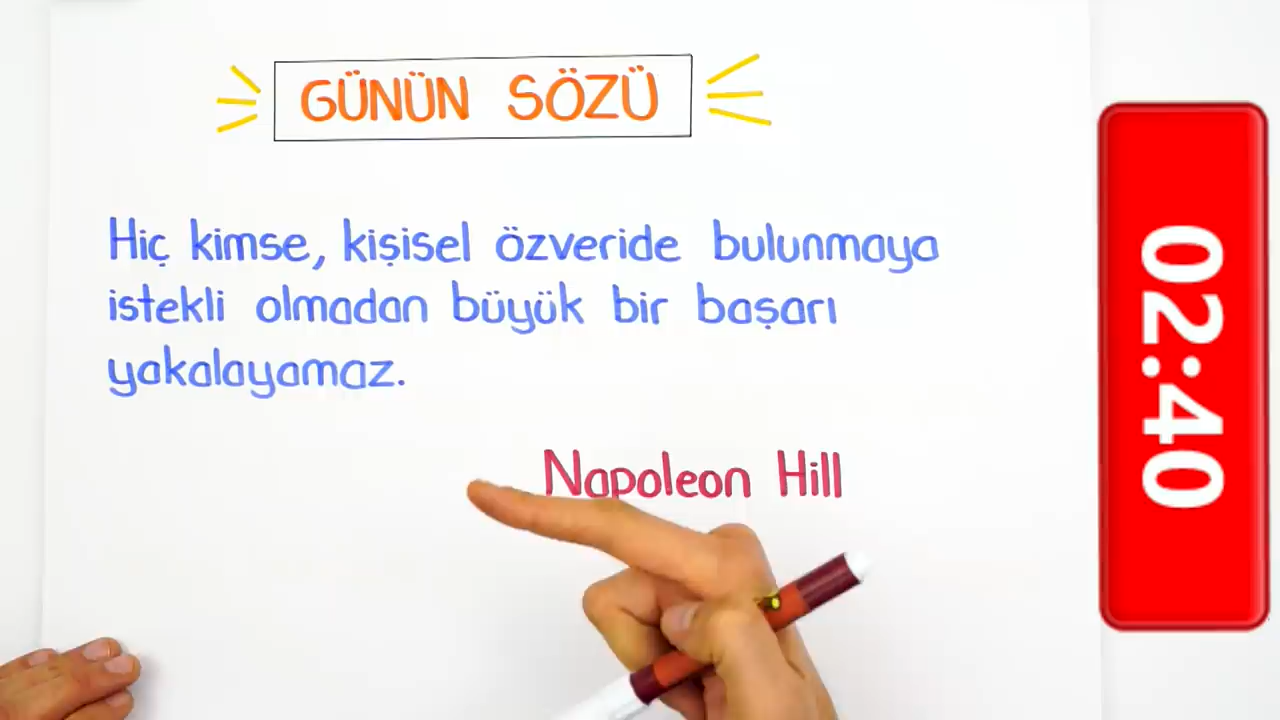 GÜNÜN SÖZÜ
Hiç kimse, kişisel özveride bulunmaya
istekli olmadan büyük bir başarı
yakalayamaz.
Napoleon Hill
02:40